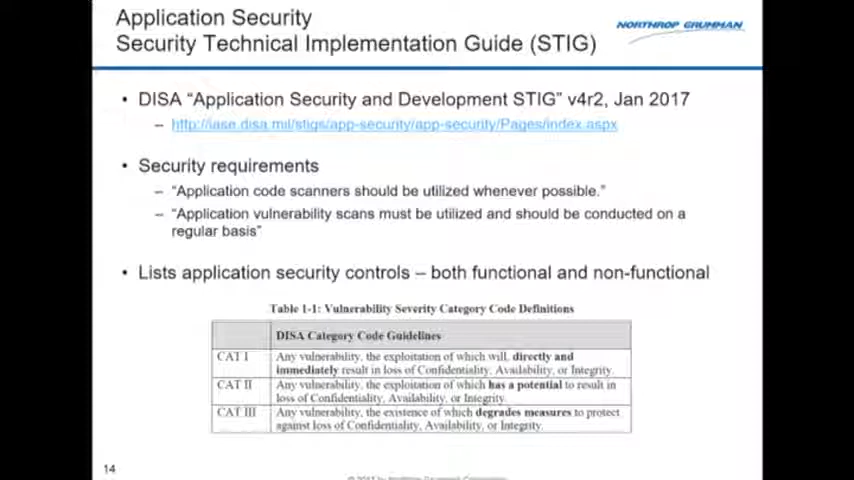 Application Security
Security Technical Implementation Guide (STIG)
NORTHROP GRUMMAN
• DISA "Application Security and Development STIG" v4r2, Jan 2017
– http://iase.disa.mil/stigs/app-security/app-security/Pages/index.aspx
• Security requirements
– "Application code scanners should be utilized whenever possible."
– "Application vulnerability scans must be utilized and should be conducted on a
regular basis"
• Lists application security controls – both functional and non-functional
Table 1-1: Vulnerability Severity Category Code Definitions
DISA Category Code Guidelines
CAT I Any vulnerability, the exploitation of which will, directly and
immediately result in loss of Confidentiality, Availability, or Integrity.
CAT II Any vulnerability, the exploitation of which has a potential to result in
loss of Confidentiality, Availability, or Integrity.
CAT III Any vulnerability, the existence of which degrades measures to protect
against loss of Confidentiality, Availability, or Integrity.
14